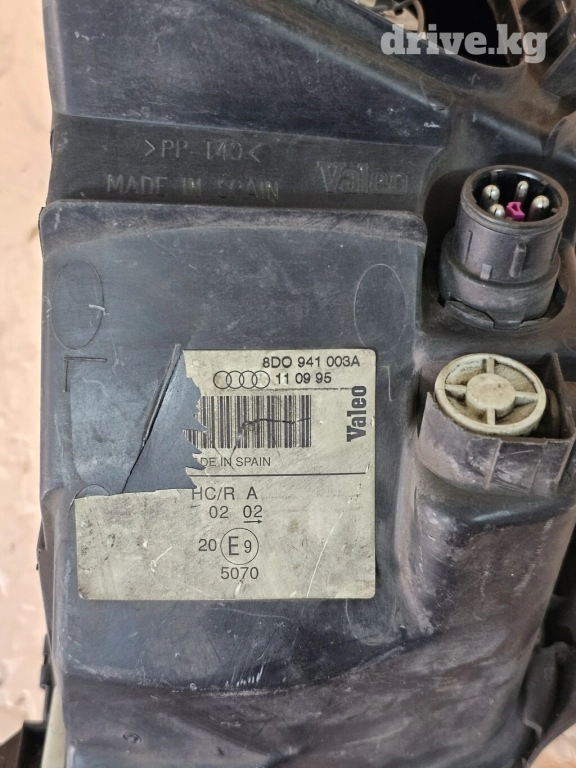 drive.kg
>PP-T40<
MADE IN SPAIN Valeo
8D0 941 003A
11 09 95
Valeo
DE IN SPAIN
HC/R A
02 02
20 E 9
5070